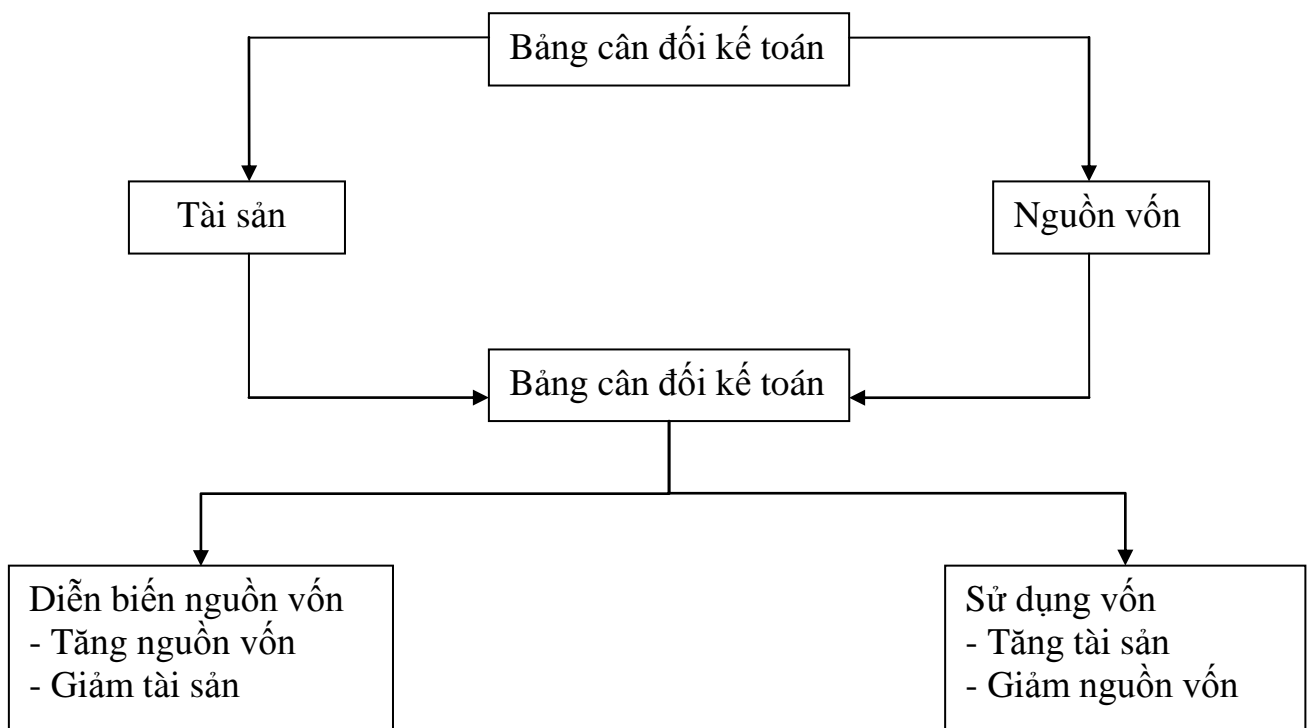 Bảng cân đối kế toán
Tài sản
Nguồn vốn
Bảng cân đối kế toán
Diễn biến nguồn vốn
- Tăng nguồn vốn
- Giảm tài sản
Sử dụng vốn
- Tăng tài sản
- Giảm nguồn vốn